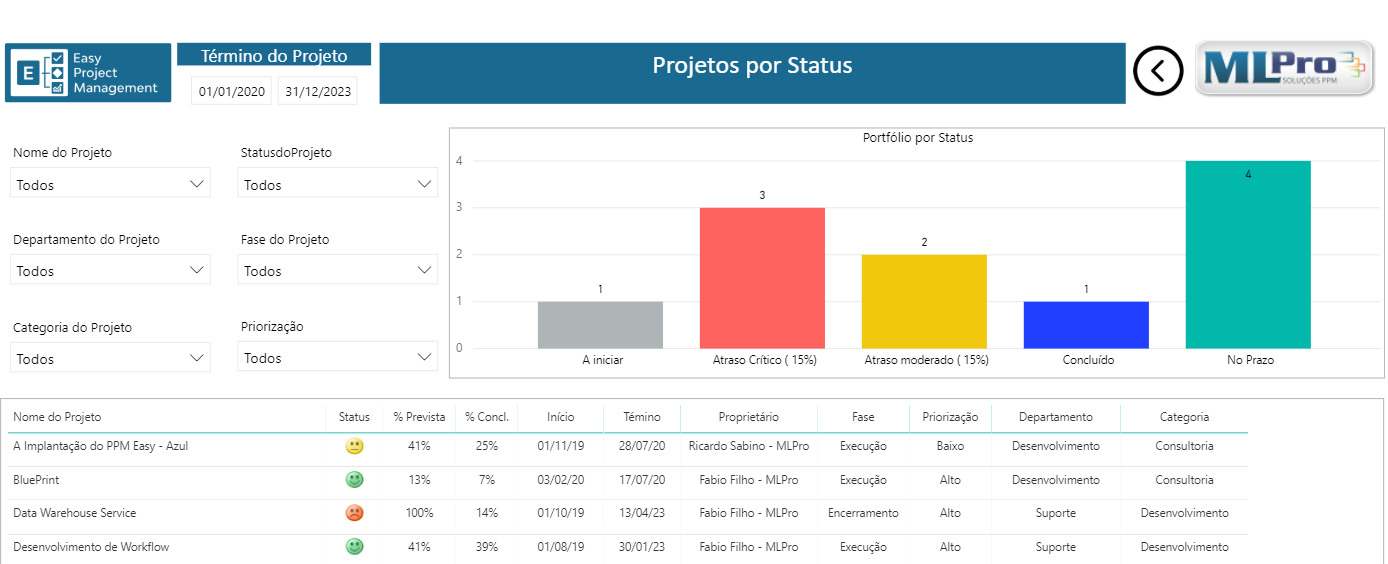 E
Easy
Project
Management
Término do Projeto
01/01/2020 31/12/2023
Projetos por Status
MLPro
SOLUÇÕES PPM
Nome do Projeto
Todos
StatusdoProjeto
Todos
Departamento do Projeto
Todos
Fase do Projeto
Todos
Categoria do Projeto
Todos
Priorização
Todos
Portfólio por Status
4
3
2
1
0
1
3
2
1
4
A iniciar Atraso Crítico ( 15%) Atraso moderado ( 15%) Concluído No Prazo
Nome do Projeto Status % Prevista % Concl. Início Témino Proprietário Fase Priorização Departamento Categoria
A Implantação do PPM Easy - Azul 41% 25% 01/11/19 28/07/20 Ricardo Sabino - MLPro Execução Baixo Desenvolvimento Consultoria
BluePrint 13% 7% 03/02/20 17/07/20 Fabio Filho - MLPro Execução Alto Desenvolvimento Consultoria
Data Warehouse Service 100% 14% 01/10/19 13/04/23 Fabio Filho - MLPro Encerramento Alto Suporte Desenvolvimento
Desenvolvimento de Workflow 41% 39% 01/08/19 30/01/23 Fabio Filho - MLPro Execução Alto Suporte Desenvolvimento